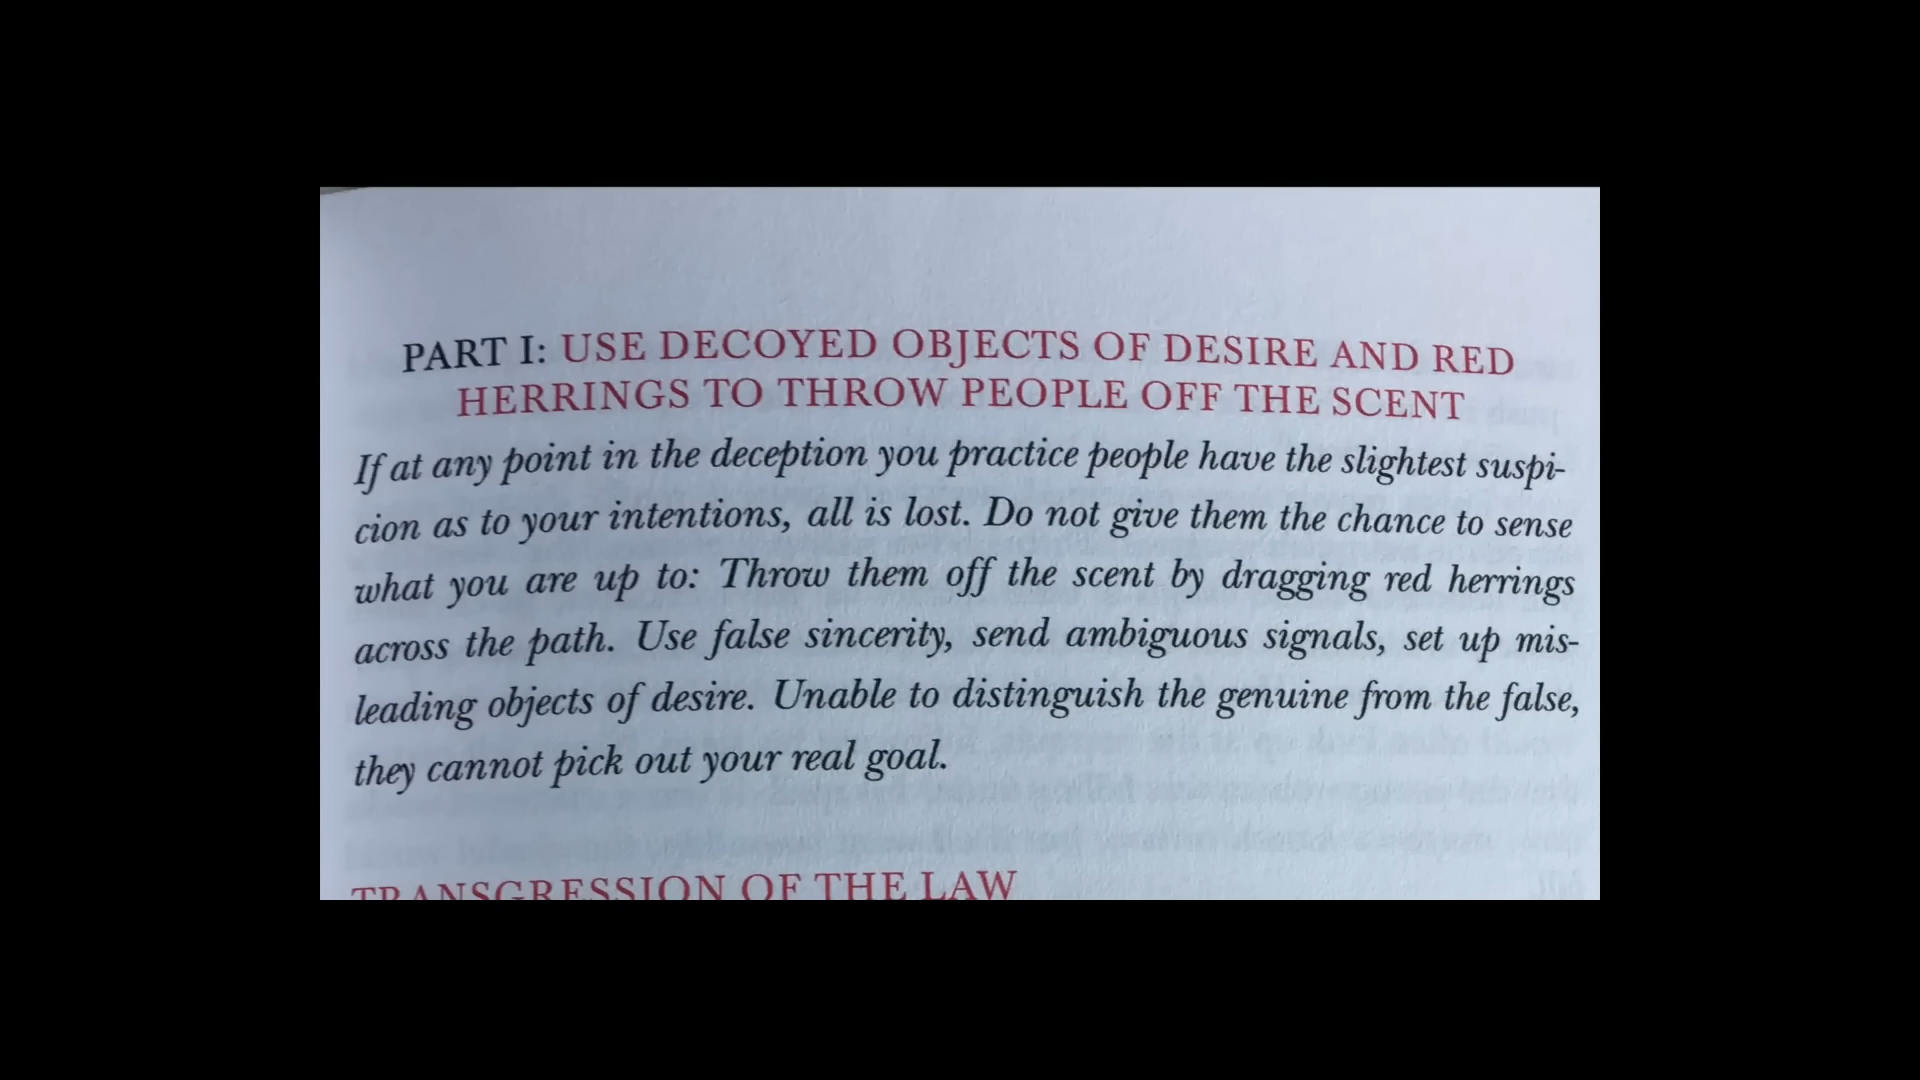 PART I: USE DECOYED OBJECTS OF DESIRE AND RED
HERRINGS TO THROW PEOPLE OFF THE SCENT
If at any point in the deception you practice people have the slightest suspi-
cion as to your intentions, all is lost. Do not give them the chance to sense
what you are up to: Throw them off the scent by dragging red herrings
across the path. Use false sincerity, send ambiguous signals, set up mis-
leading objects of desire. Unable to distinguish the genuine from the false,
they cannot pick out your real goal.
TRANSGRESSION OF THE LAW